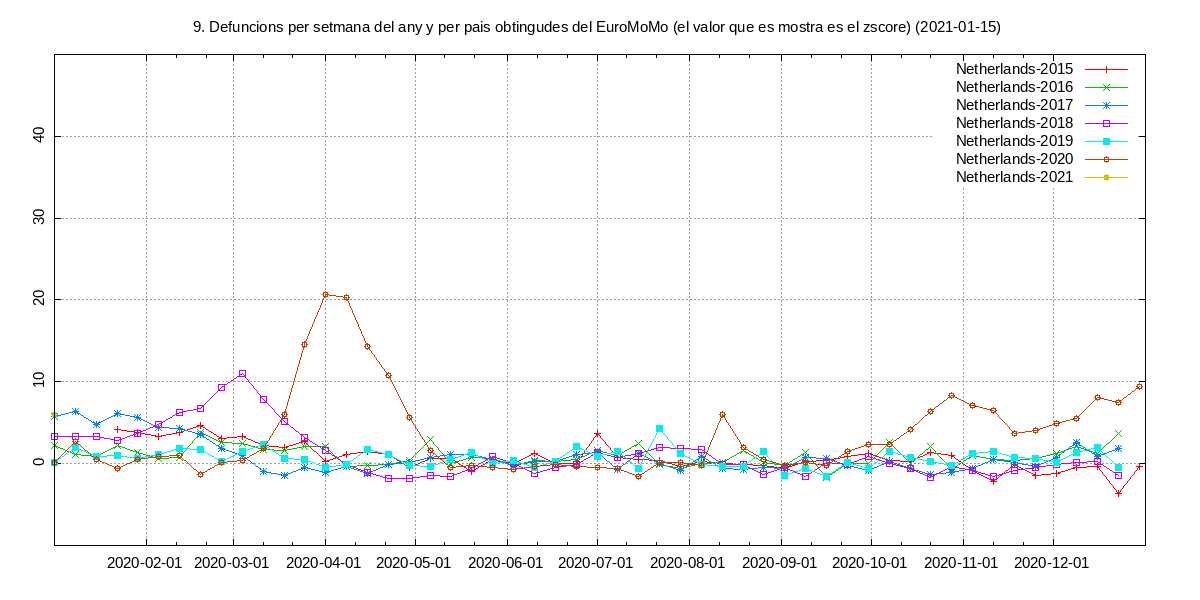 9. Defuncions per setmana del any y per pais obtingudes del EuroMoMo (el valor que es mostra es el zscore) (2021-01-15)
Netherlands-2015
Netherlands-2016
Netherlands-2017
Netherlands-2018
Netherlands-2019
Netherlands-2020
Netherlands-2021
40
30
20
10
0
2020-02-01 2020-03-01 2020-04-01 2020-05-01 2020-06-01 2020-07-01 2020-08-01 2020-09-01 2020-10-01 2020-11-01 2020-12-01